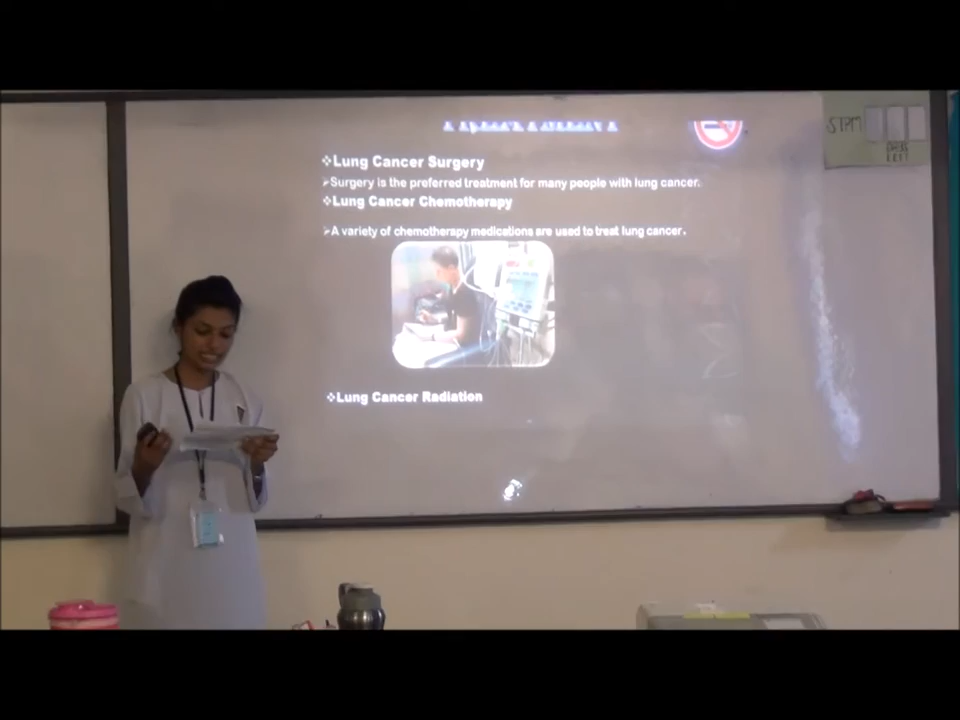 ❖Lung Cancer Surgery
➢Surgery is the preferred treatment for many people with lung cancer.
❖Lung Cancer Chemotherapy
➢A variety of chemotherapy medications are used to treat lung cancer.
❖Lung Cancer Radiation
STPM